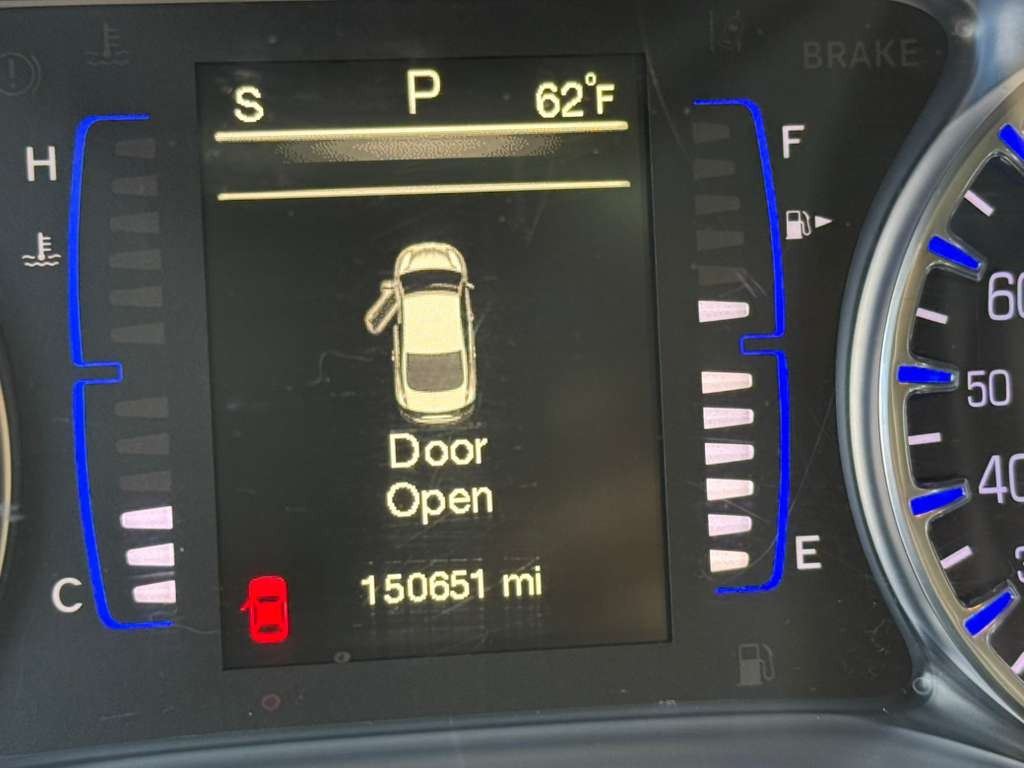 BRAKE
S P 62°F
H
F
60
50
Door
Open
40
E
150651 mi
C